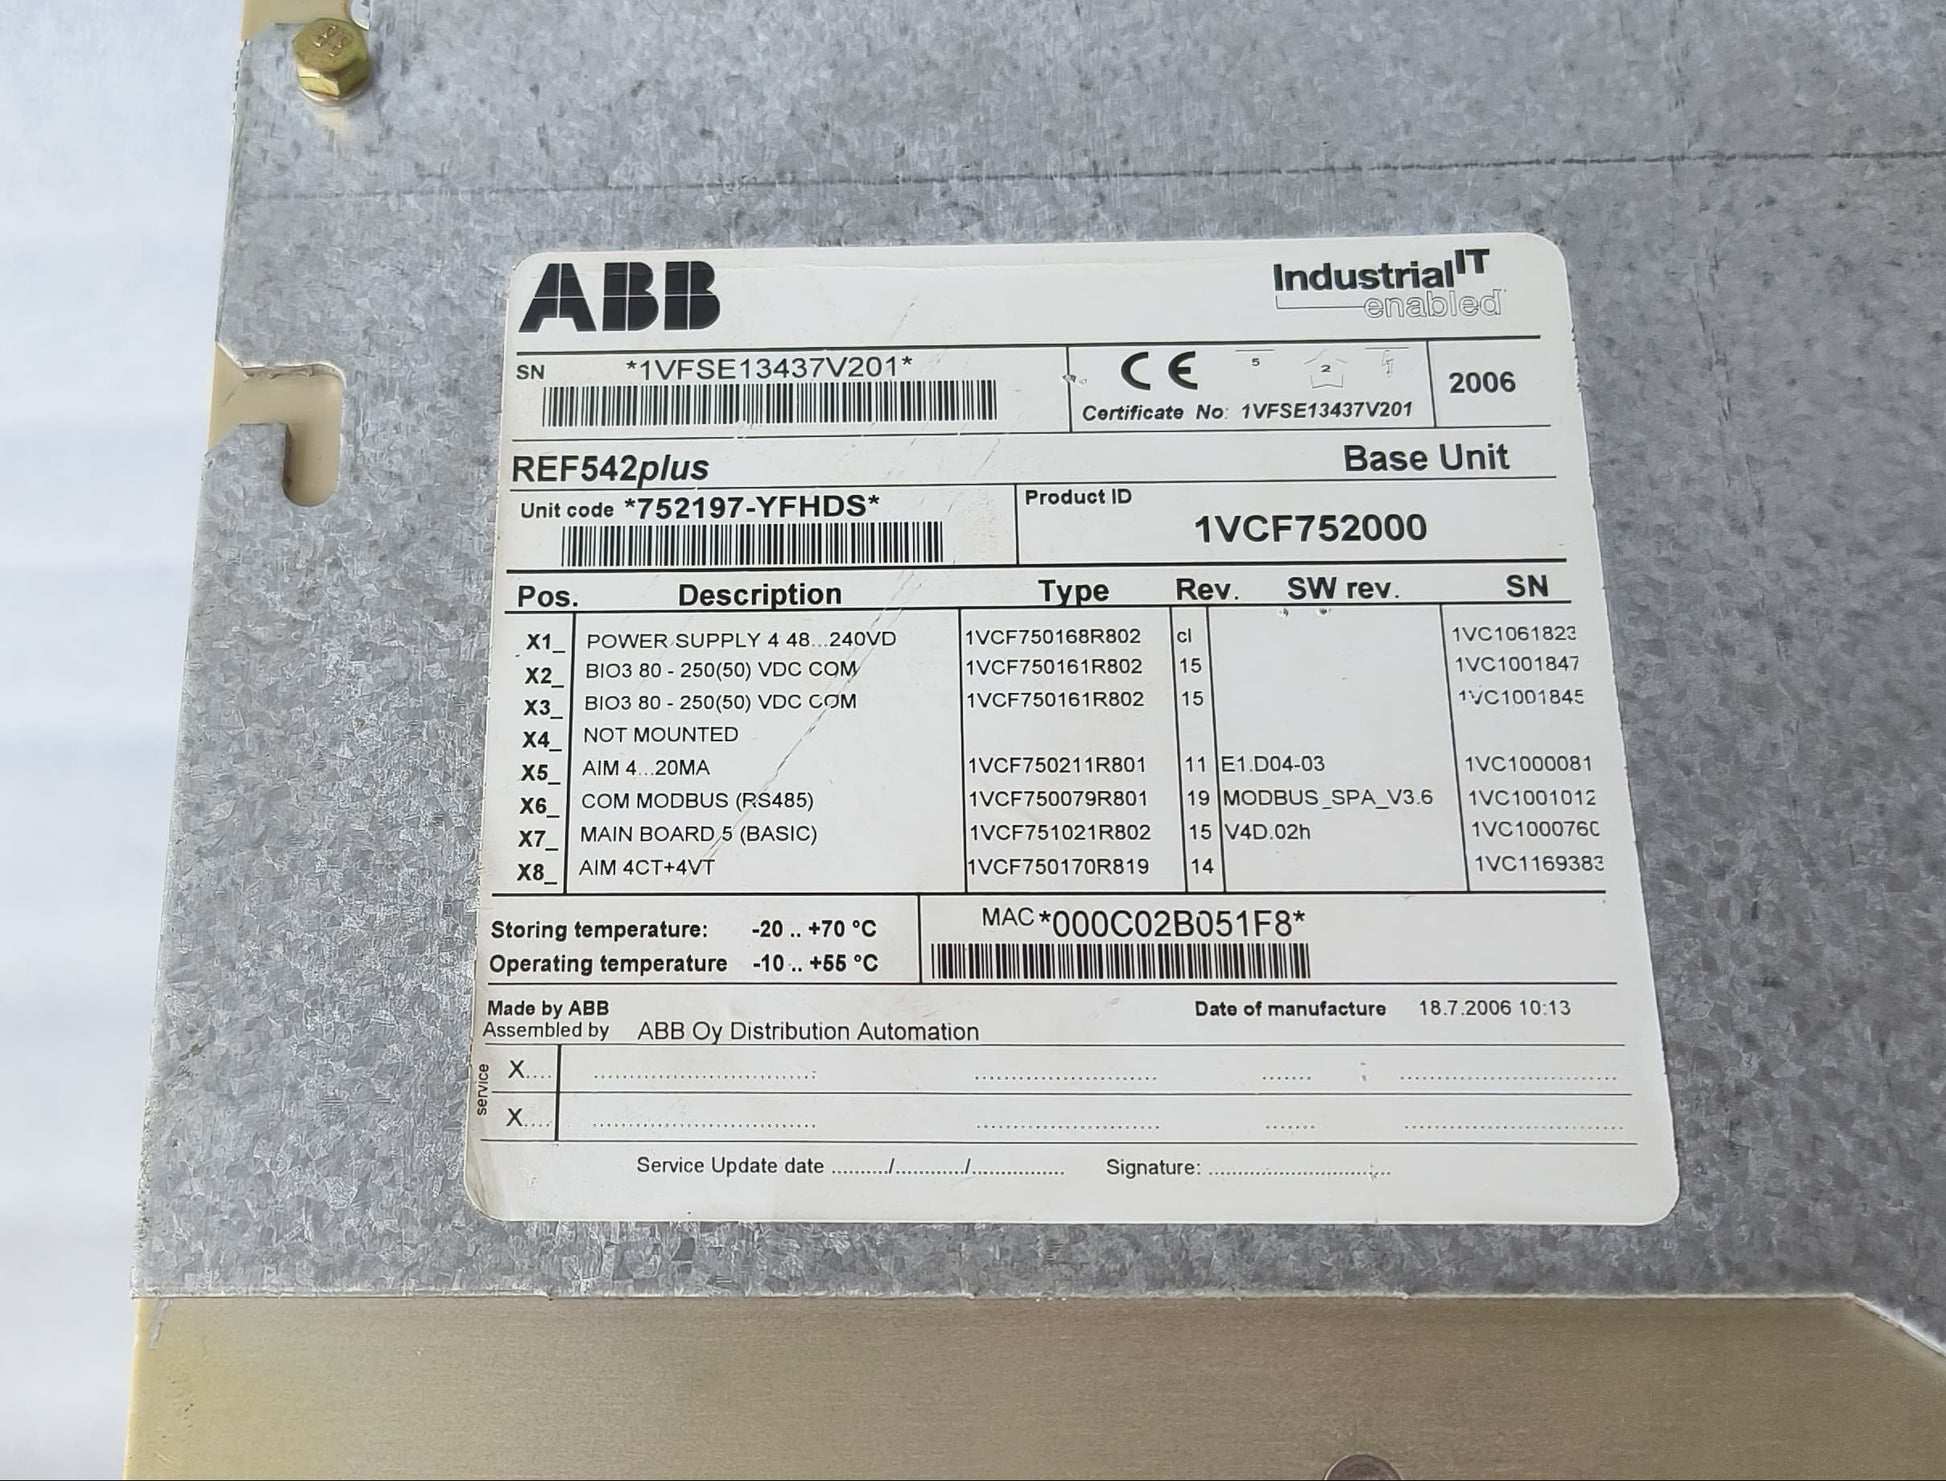 ABB
Industrial IT
enabled
SN *1VFSE13437V201*
CE 5 2
Certificate No: 1VFSE13437V201
2006
REF542plus Base Unit
Unit code *752197-YFHDS*
Product ID
1VCF752000
Pos. Description Type Rev. SW rev. SN
X1_ POWER SUPPLY 4 48...240VD 1VCF750168R802 cl 1VC1061823
X2_ BIO3 80 - 250(50) VDC COM 1VCF750161R802 15 1VC1001847
X3_ BIO3 80 - 250(50) VDC COM 1VCF750161R802 15 1VC1001845
X4_ NOT MOUNTED
X5_ AIM 4...20MA 1VCF750211R801 11 E1.D04-03 1VC1000081
X6_ COM MODBUS (RS485) 1VCF750079R801 19 MODBUS_SPA_V3.6 1VC1001012
X7_ MAIN BOARD 5 (BASIC) 1VCF751021R802 15 V4D.02h
X8_ AIM 4CT+4VT 1VCF750170R819 14 1VC1169383
Storing temperature: -20 .. +70 °C
Operating temperature -10 .. +55 °C
MAC *000C02B051F8*
Made by ABB
Assembled by ABB Oy Distribution Automation
Date of manufacture 18.7.2006 10:13
service
X....
X....
Service Update date ........../............/................ Signature: ................................